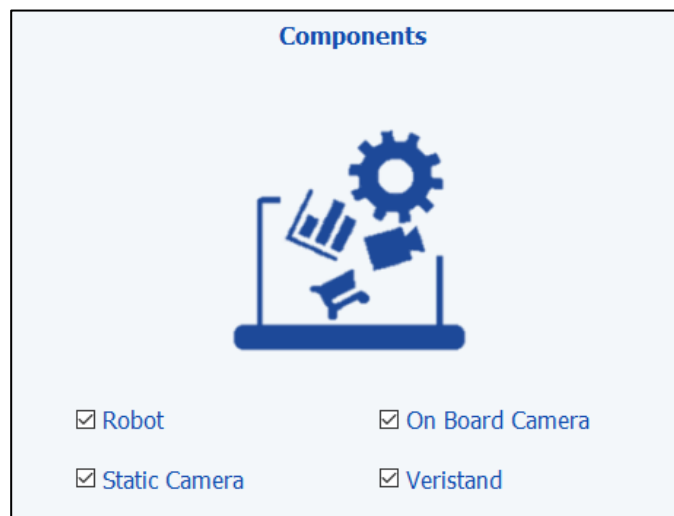 Components
Robot
On Board Camera
Static Camera
Veristand